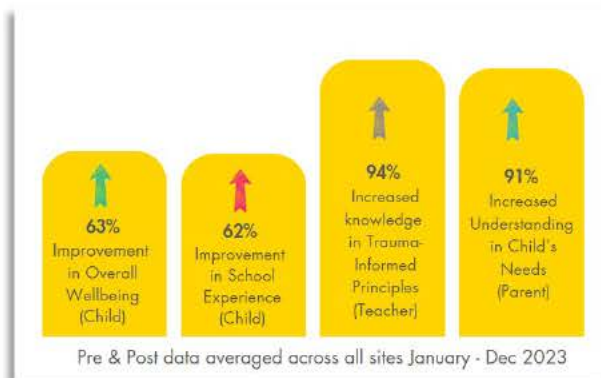 63%
Improvement
in Overall
Wellbeing
(Child)
62%
Improvement
in School
Experience
(Child)
94%
Increased
knowledge
in Trauma-
Informed
Principles
(Teacher)
91%
Increased
Understanding
in Child's
Needs
(Parent)
Pre & Post data averaged across all sites January - Dec 2023